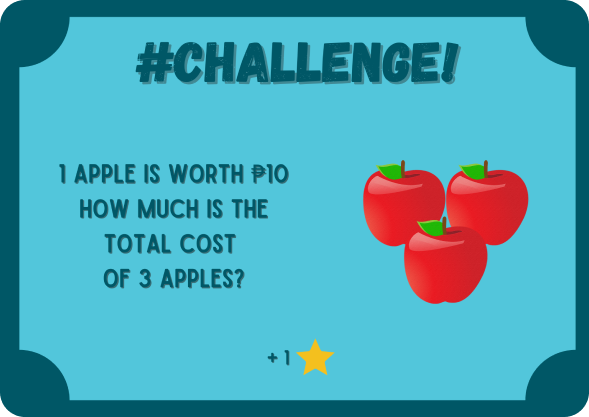 #CHALLENGE!
1 APPLE IS WORTH ₱10
HOW MUCH IS THE
TOTAL COST
OF 3 APPLES?
+ 1